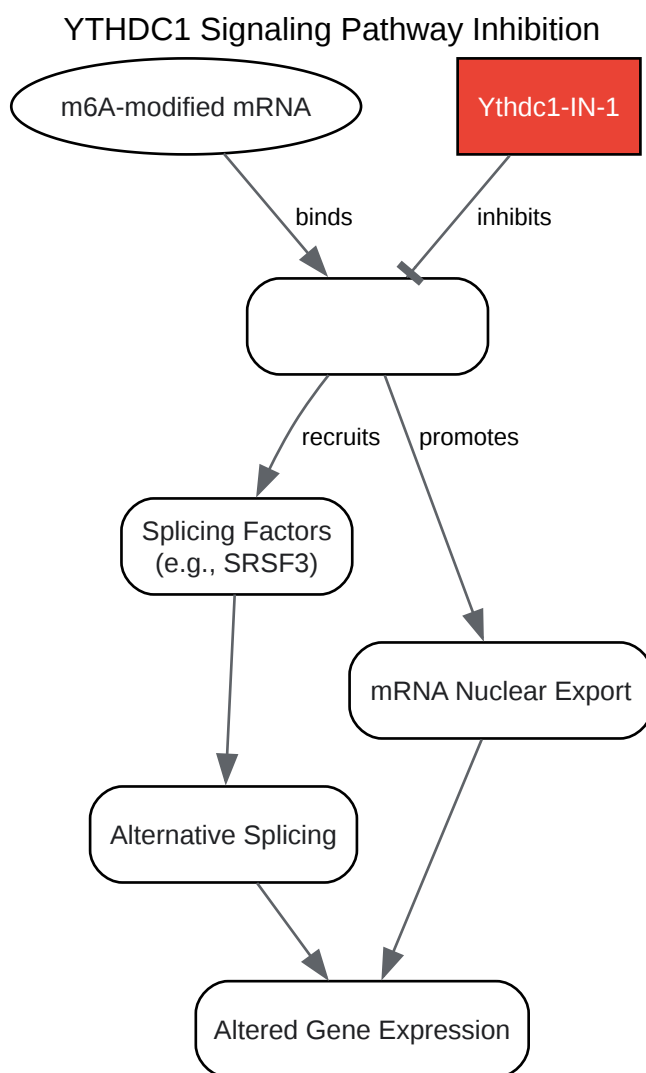 YTHDC1 Signaling Pathway Inhibition
m6A-modified mRNA
Ythdc1-IN-1
binds
inhibits
recruits
promotes
Splicing Factors
(e.g., SRSF3)
mRNA Nuclear Export
Alternative Splicing
Altered Gene Expression